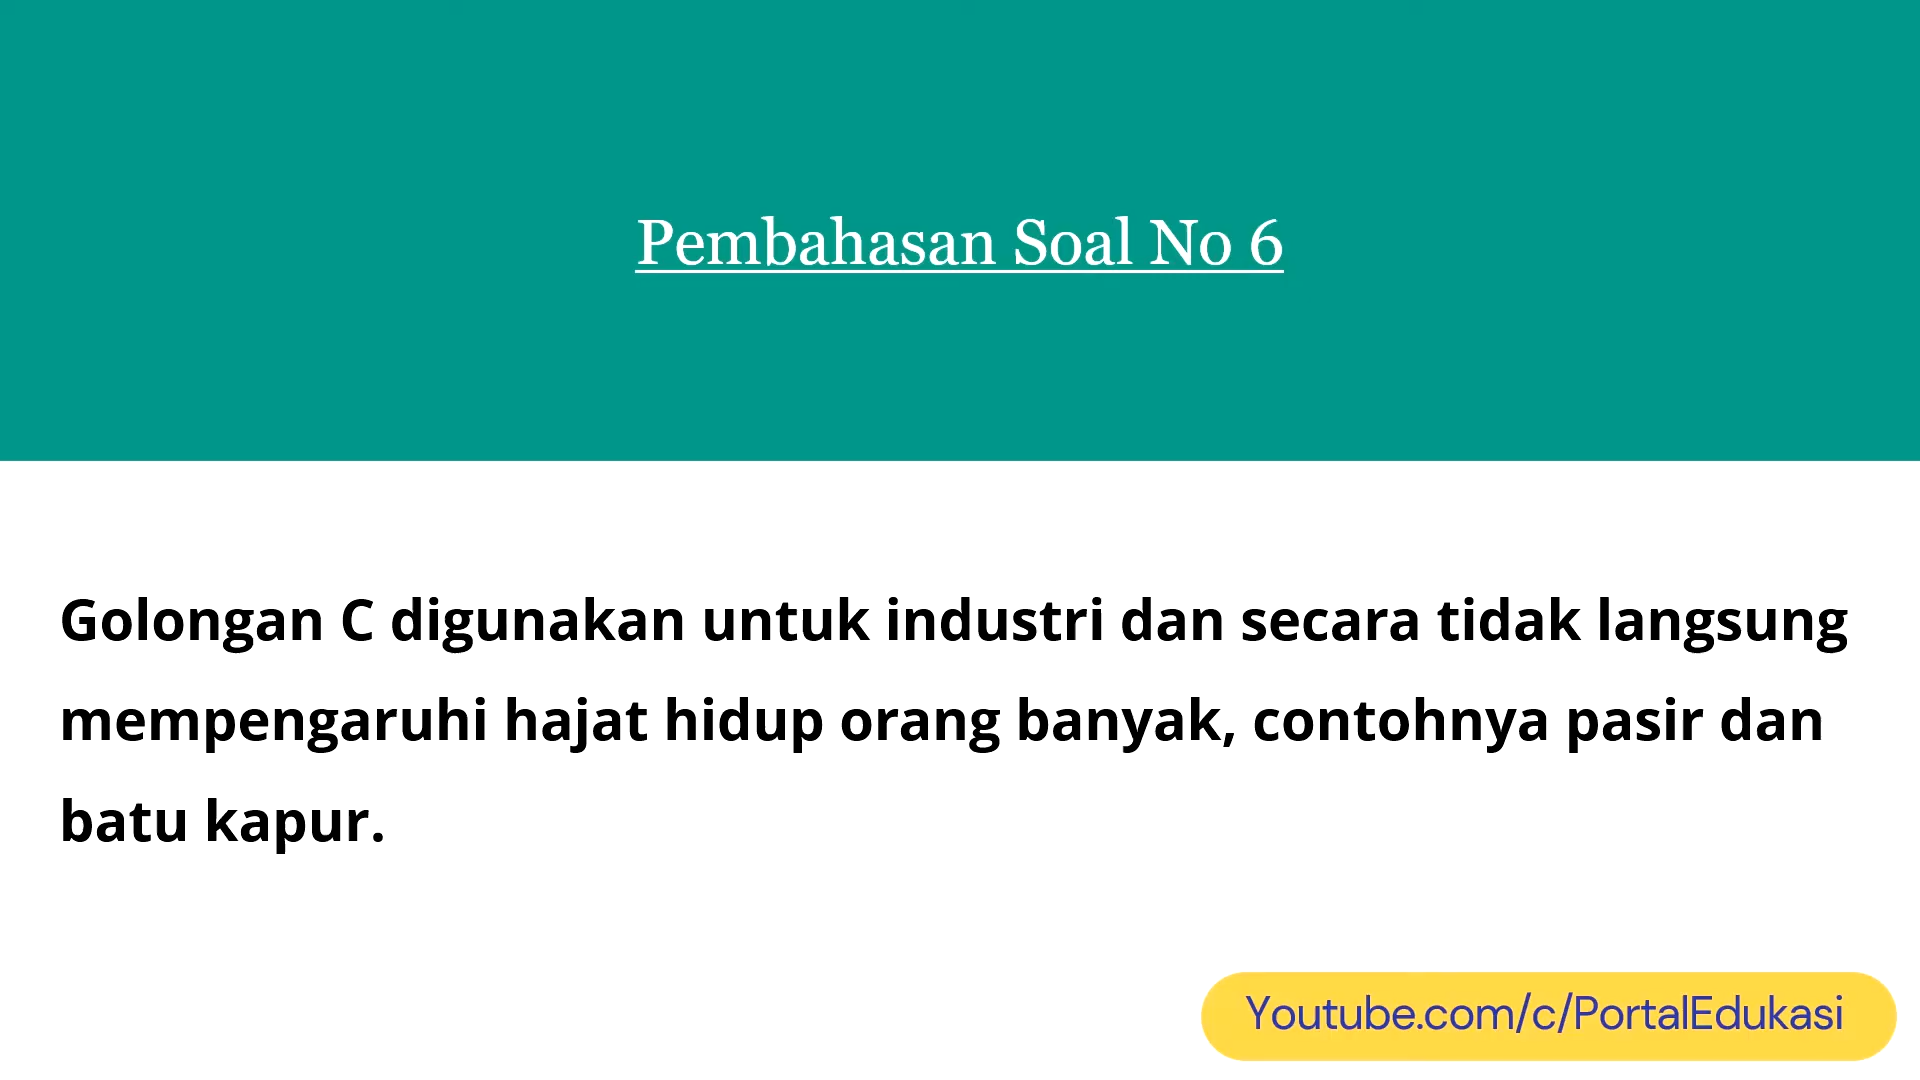 Pembahasan Soal No 6
Golongan C digunakan untuk industri dan secara tidak langsung
mempengaruhi hajat hidup orang banyak, contohnya pasir dan
batu kapur.
Youtube.com/c/PortalEdukasi